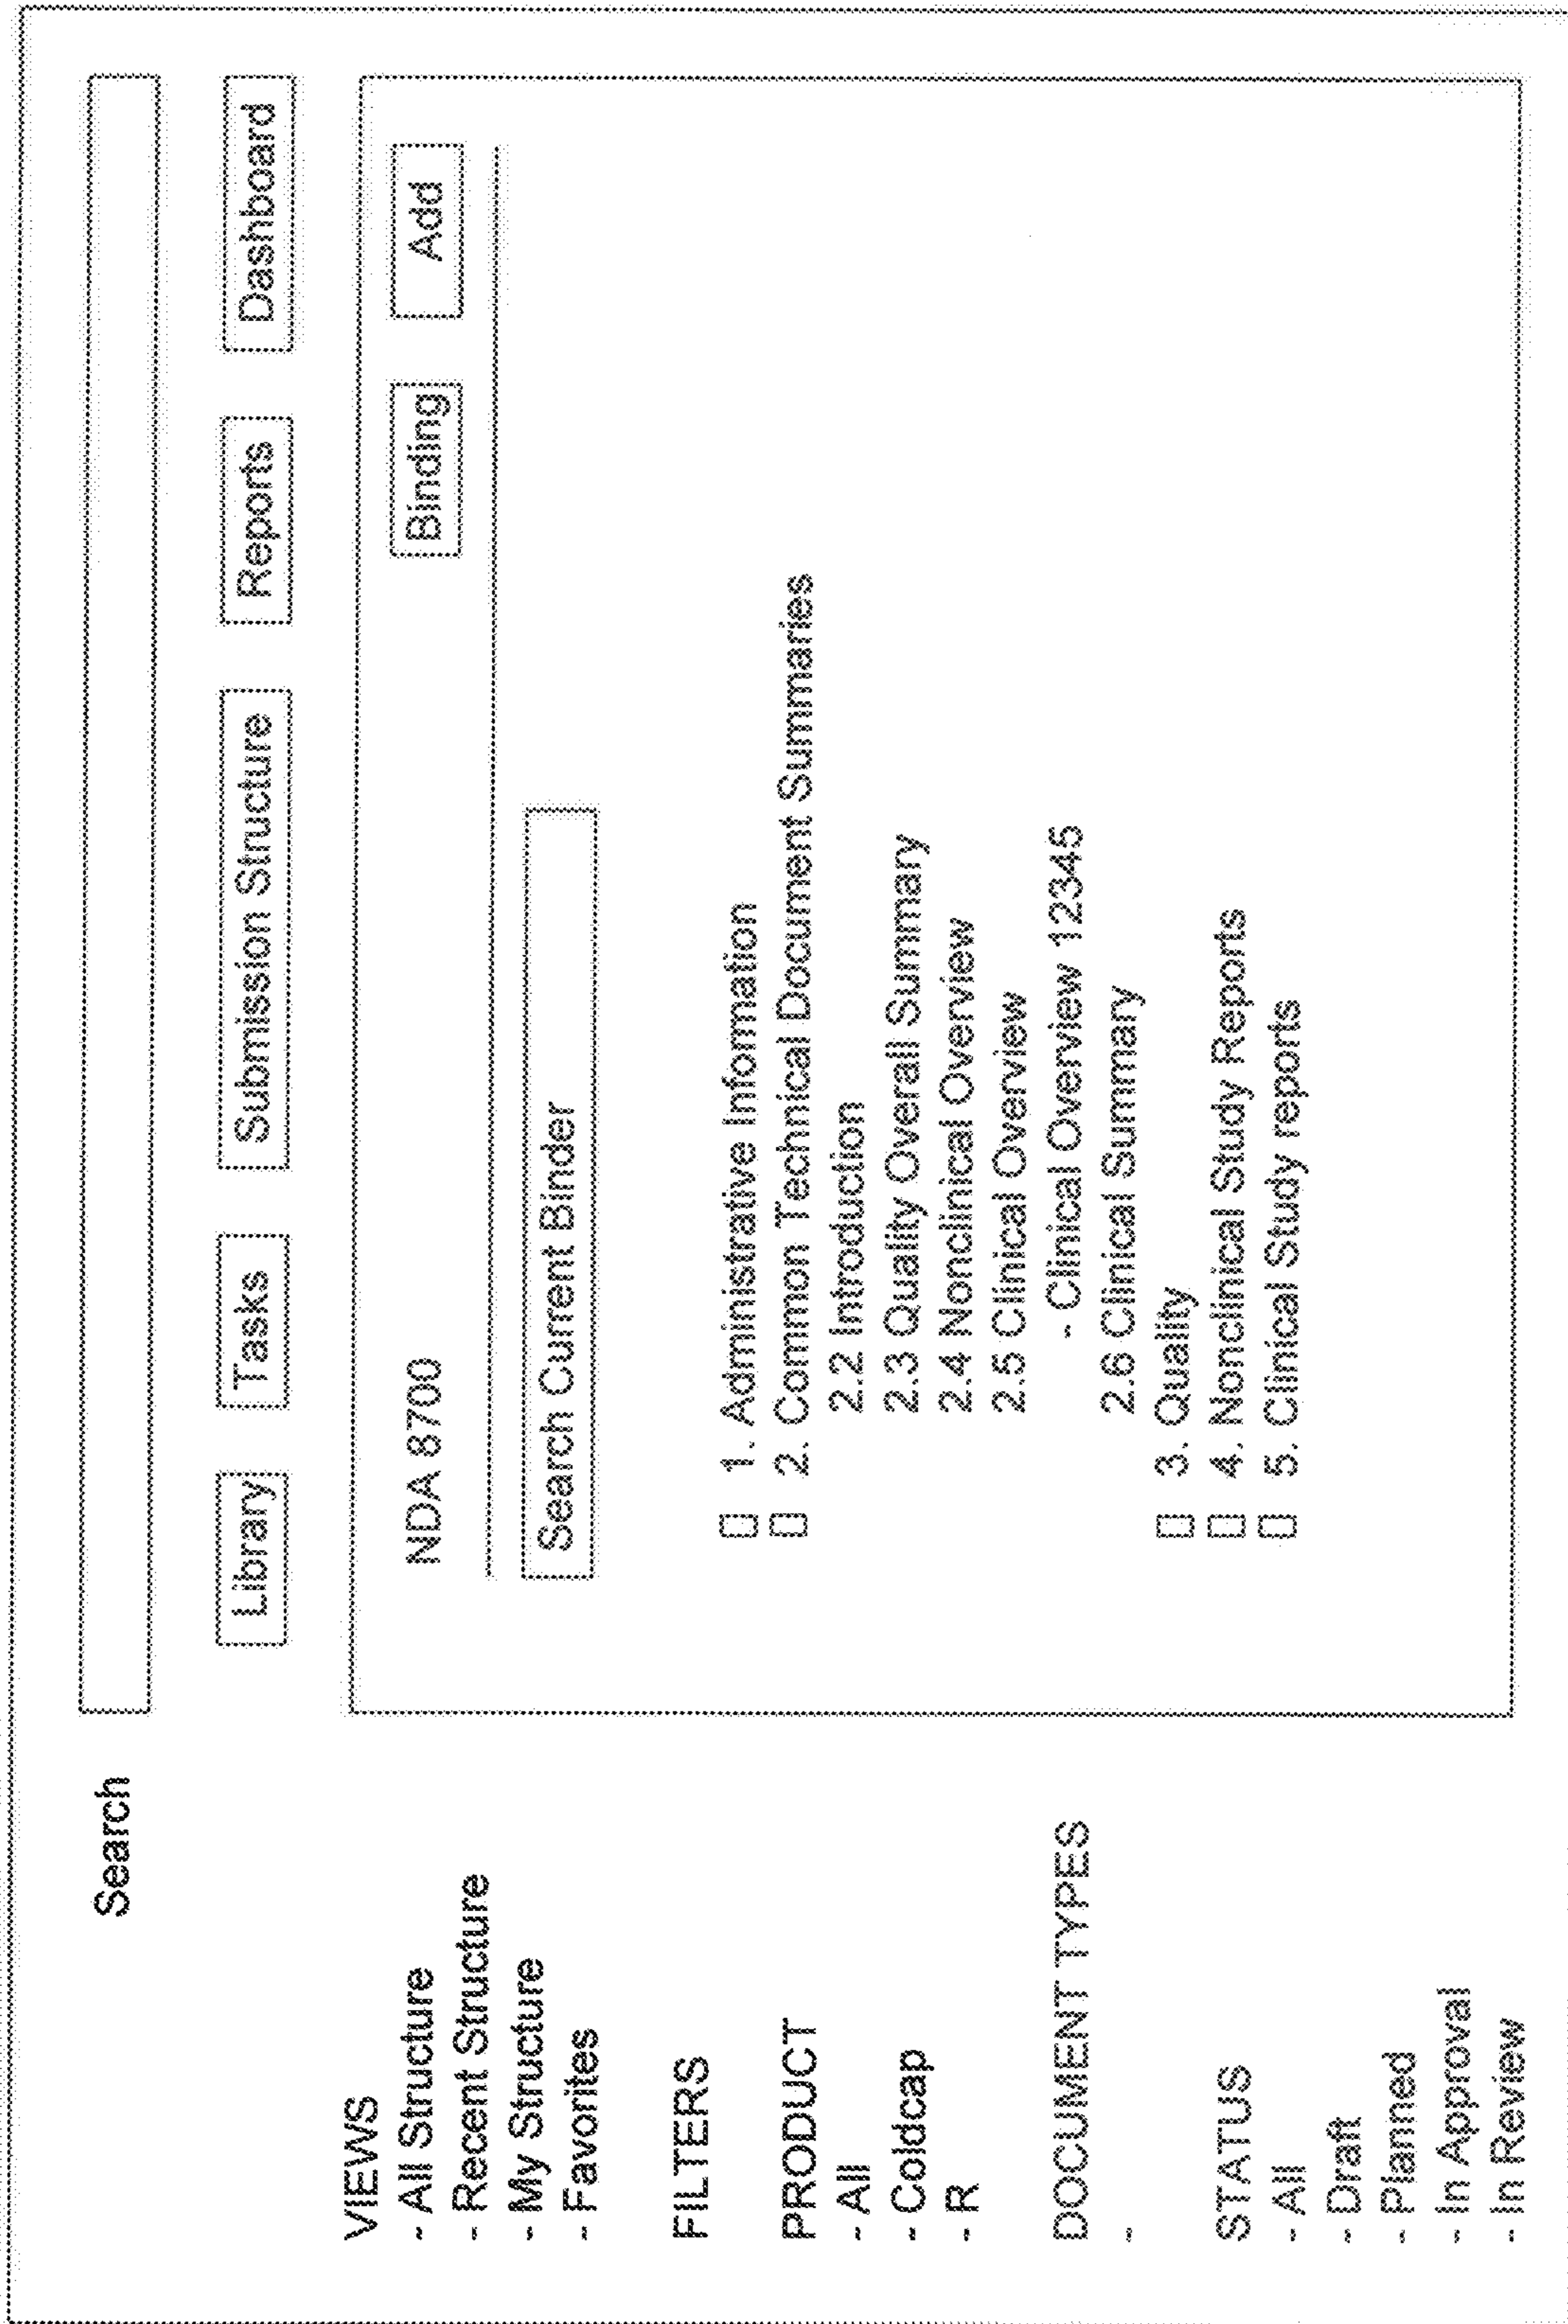 Search
Library Tasks Submission Structure Reports Dashboard
VIEWS
- All Structure
- Recent Structure
- My Structure
- Favorites
FILTERS
PRODUCT
- All
- Coldcap
- R
DOCUMENT TYPES
-
STATUS
- All
- Draft
- Planned
- In Approval
- In Review
NDA 8700 Binding Add
Search Current Binder
1. Administrative Information
2. Common Technical Document Summaries
2.2 Introduction
2.3 Quality Overall Summary
2.4 Nonclinical Overview
2.5 Clinical Overview
- Clinical Overview 12345
2.6 Clinical Summary
3. Quality
4. Nonclinical Study Reports
5. Clinical Study reports